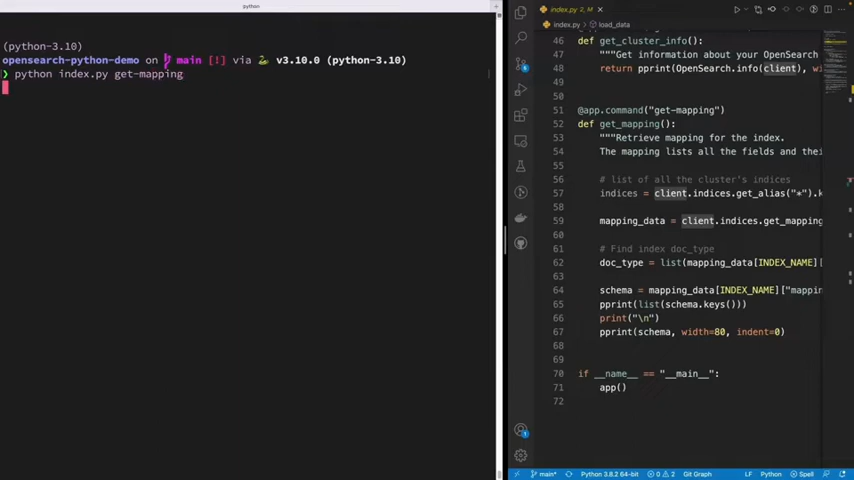 python
(python-3.10)
opensearch-python-demo on main [!] via v3.10.0 (python-3.10)
❯ python index.py get-mapping
index.py 2, M
index.py > load_data
46 def get_cluster_info():
47 """Get information about your OpenSearch
48 return pprint(OpenSearch.info(client), wi
49
50
51 @app.command("get-mapping")
52 def get_mapping():
53 """Retrieve mapping for the index.
54 The mapping lists all the fields and thei
55
56 # list of all the cluster's indices
57 indices = client.indices.get_alias("*").k
58
59 mapping_data = client.indices.get_mapping
60
61 # Find index doc_type
62 doc_type = list(mapping_data[INDEX_NAME][
63
64 schema = mapping_data[INDEX_NAME]["mappin
65 pprint(list(schema.keys()))
66 print("\n")
67 pprint(schema, width=80, indent=0)
68
69
70 if __name__ == "__main__":
71 app()
72
main* Python 3.8.2 64-bit 0 2 Git Graph LF Python Spell